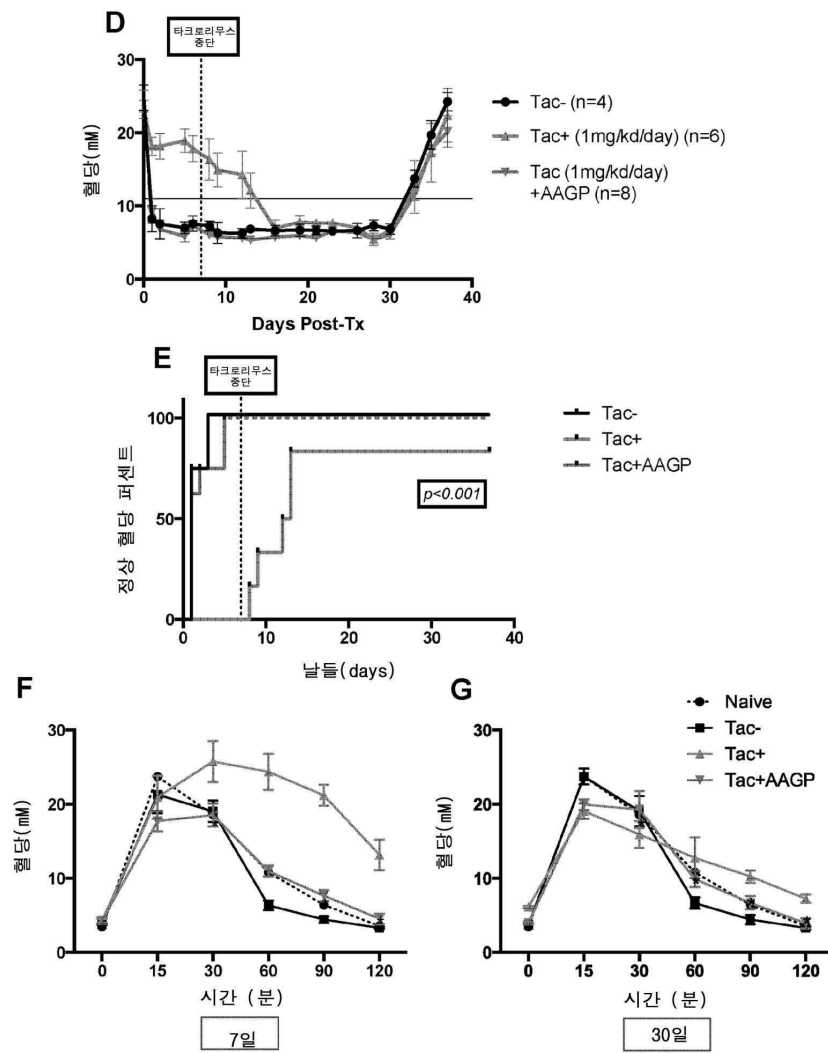 D
타크로리무스
중단
30
20
10
0
혈당(mM)
0
10
20
30
40
Days Post-Tx
Tac- (n=4)
Tac+ (1mg/kd/day) (n=6)
Tac (1mg/kd/day)
+AAGP (n=8)
E
타크로리무스
중단
100
50
0
정상 혈당 퍼센트
p<0.001
0
10
20
30
40
날들(days)
Tac-
Tac+
Tac+AAGP
F
30
20
10
0
혈당(mM)
0
15
30
60
90
120
시간 (분)
7일
G
30
20
10
0
혈당(mM)
0
15
30
60
90
120
시간 (분)
30일
Naive
Tac-
Tac+
Tac+AAGP